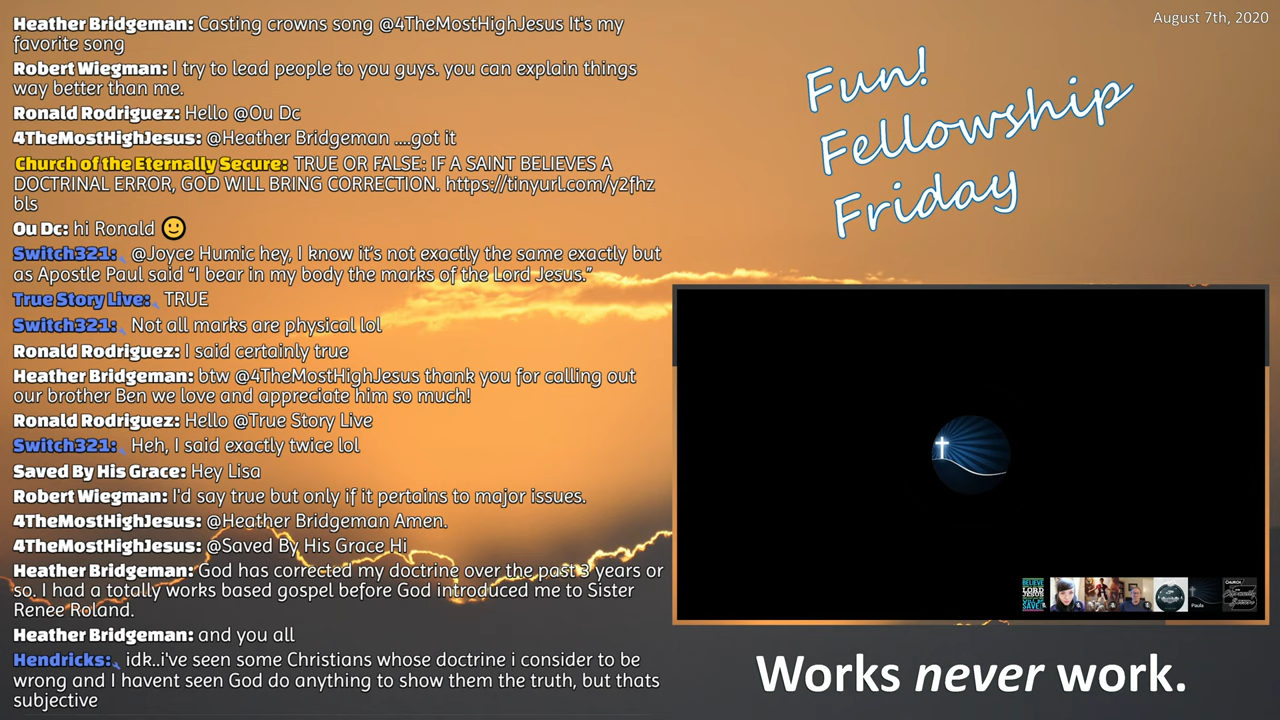 Heather Bridgeman: Casting crowns song @4TheMostHighJesus It's my
favorite song
Robert Wiegman: I try to lead people to you guys. you can explain things
way better than me.
Ronald Rodriguez: Hello @Ou Dc
4TheMostHighJesus: @Heather Bridgeman ....got it
Church of the Eternally Secure: TRUE OR FALSE: IF A SAINT BELIEVES A
DOCTRINAL ERROR, GOD WILL BRING CORRECTION. https://tinyurl.com/y2fhz
bls
Ou Dc: hi Ronald 🙂
Switch321: @Joyce Humic hey, I know it’s not exactly the same exactly but
as Apostle Paul said “I bear in my body the marks of the Lord Jesus.”
True Story Live: TRUE
Switch321: Not all marks are physical lol
Ronald Rodriguez: I said certainly true
Heather Bridgeman: btw @4TheMostHighJesus thank you for calling out
our brother Ben we love and appreciate him so much!
Ronald Rodriguez: Hello @True Story Live
Switch321: Heh, I said exactly twice lol
Saved By His Grace: Hey Lisa
Robert Wiegman: I'd say true but only if it pertains to major issues.
4TheMostHighJesus: @Heather Bridgeman Amen.
4TheMostHighJesus: @Saved By His Grace Hi
Heather Bridgeman: God has corrected my doctrine over the past 3 years or
so. I had a totally works based gospel before God introduced me to Sister
Renee Roland.
Heather Bridgeman: and you all
Hendricks: idk..i've seen some Christians whose doctrine i consider to be
wrong and I havent seen God do anything to show them the truth, but thats
subjective
August 7th, 2020
Fun!
Fellowship
Friday
BELIEVE
LORD
JESUS
SAVE!
Paula
CHURCH
Works never work.